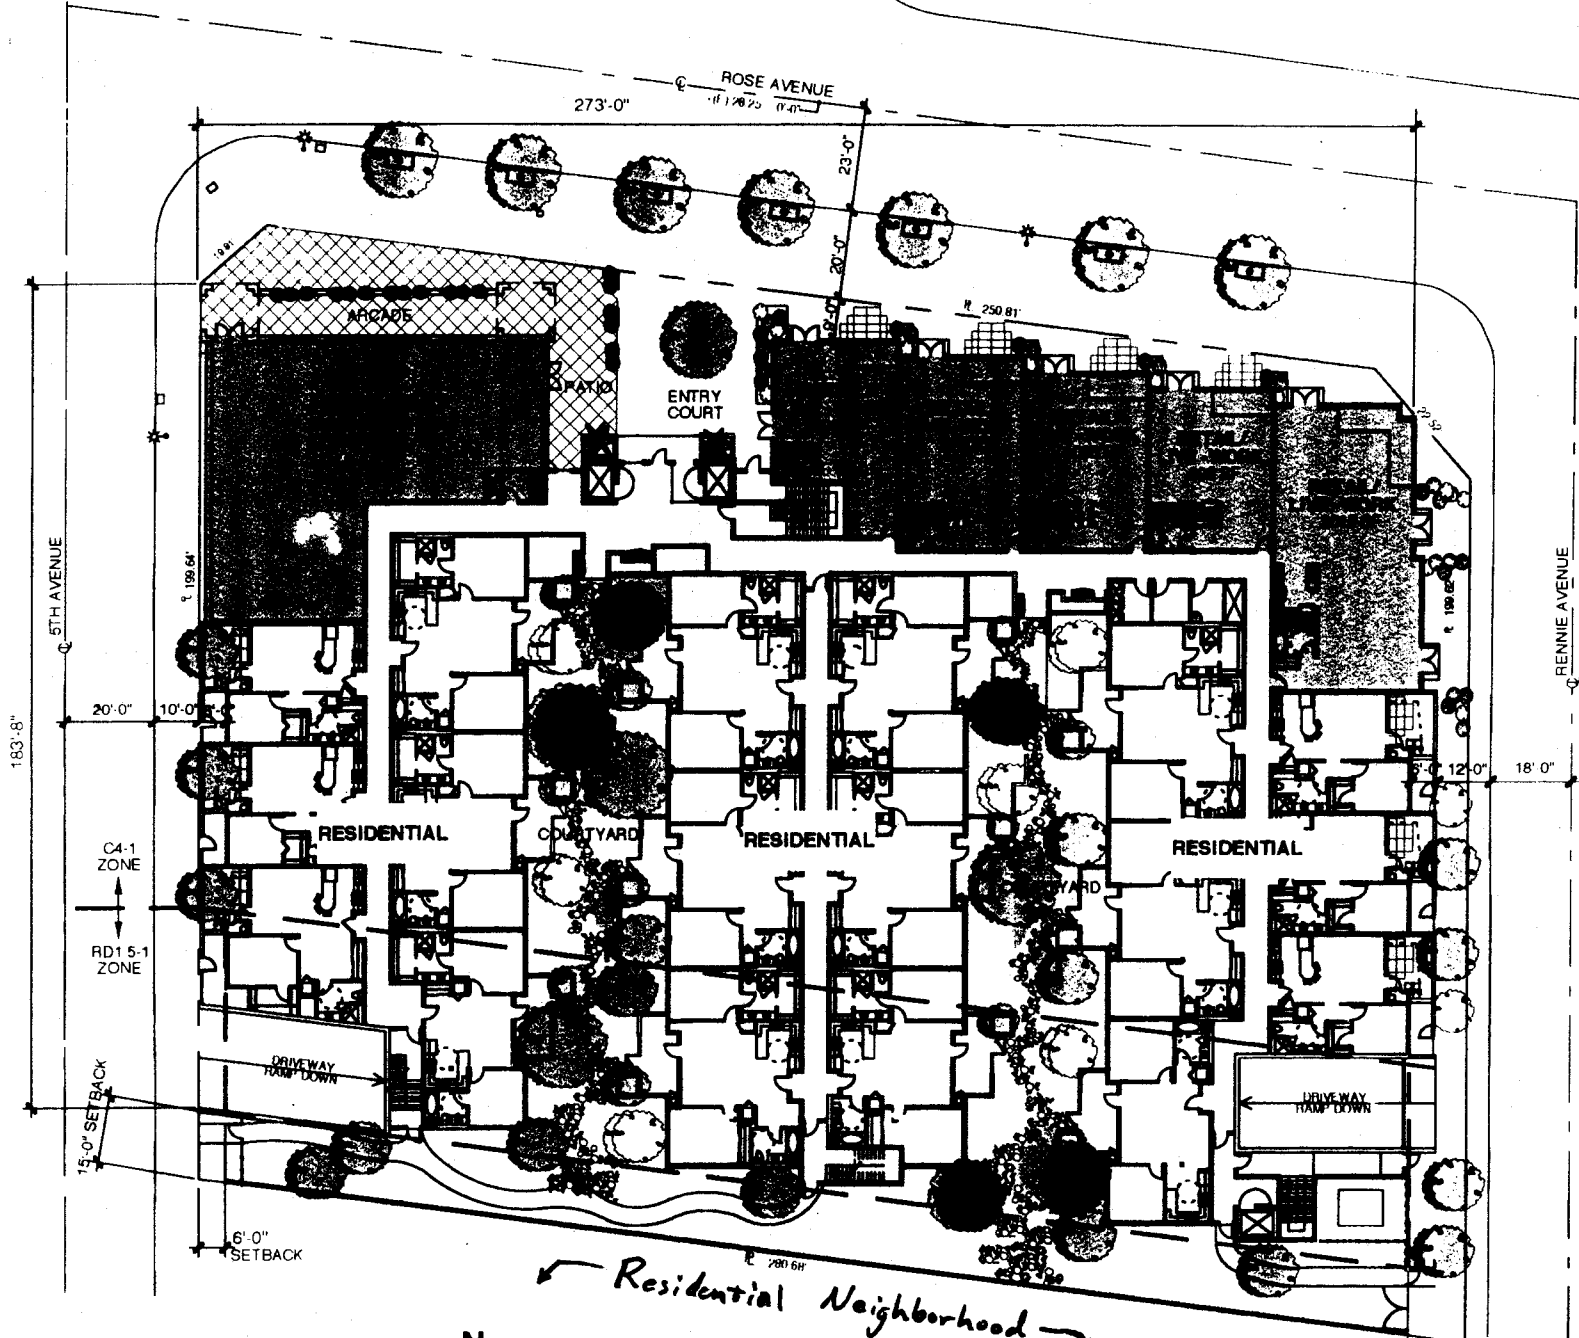 ROSE AVENUE
273'-0"
23'-0"
20'-0"
250.81'
ARCADE
PATIO
ENTRY
COURT
5TH AVENUE
199.64'
RENNIE AVENUE
199.62'
183'-8"
20'-0"
10'-0"
12'-0"
18'-0"
RESIDENTIAL
COURTYARD
RESIDENTIAL
RESIDENTIAL
C4-1
ZONE
RD1.5-1
ZONE
DRIVEWAY
RAMP DOWN
DRIVEWAY
RAMP DOWN
15'-0" SETBACK
6'-0"
SETBACK
Residential Neighborhood
N